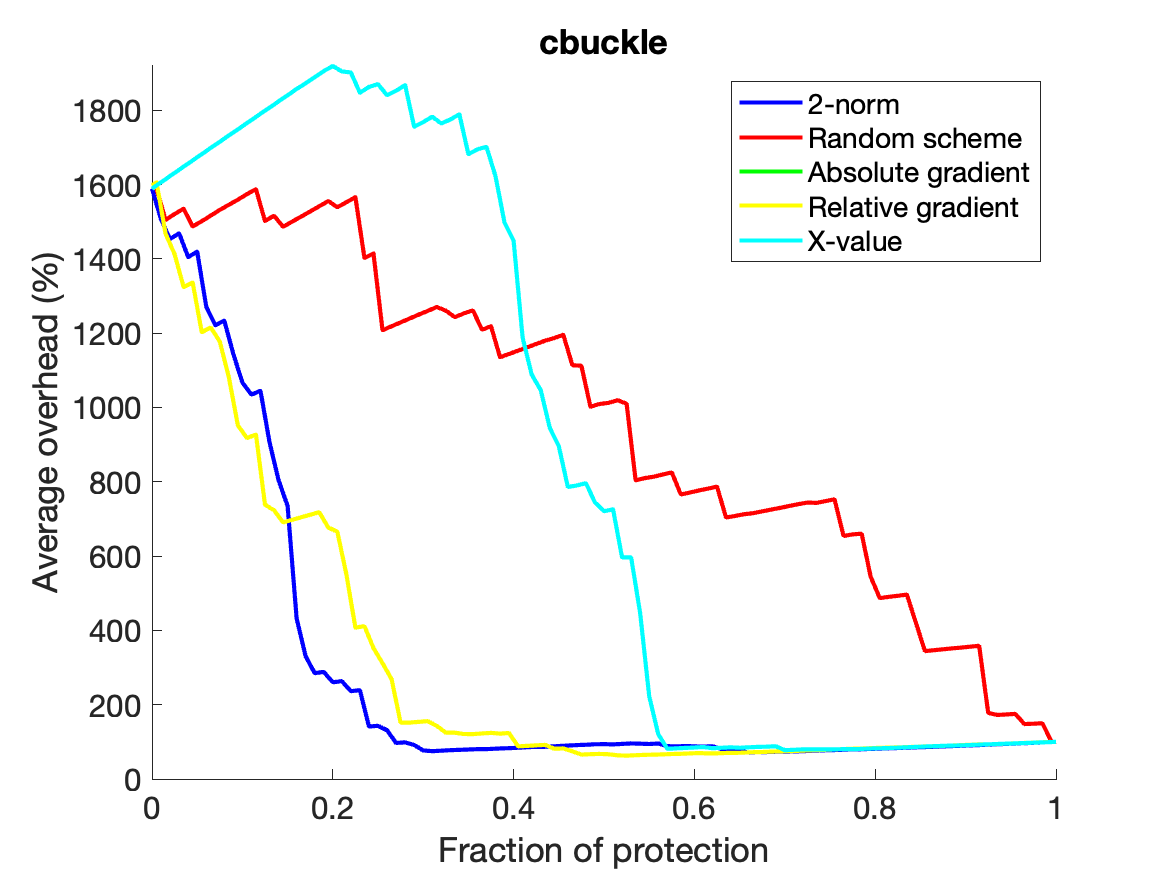 cbuckle
2-norm
Random scheme
Absolute gradient
Relative gradient
X-value
Average overhead (%)
1800
1600
1400
1200
1000
800
600
400
200
0
0 0.2 0.4 0.6 0.8 1
Fraction of protection